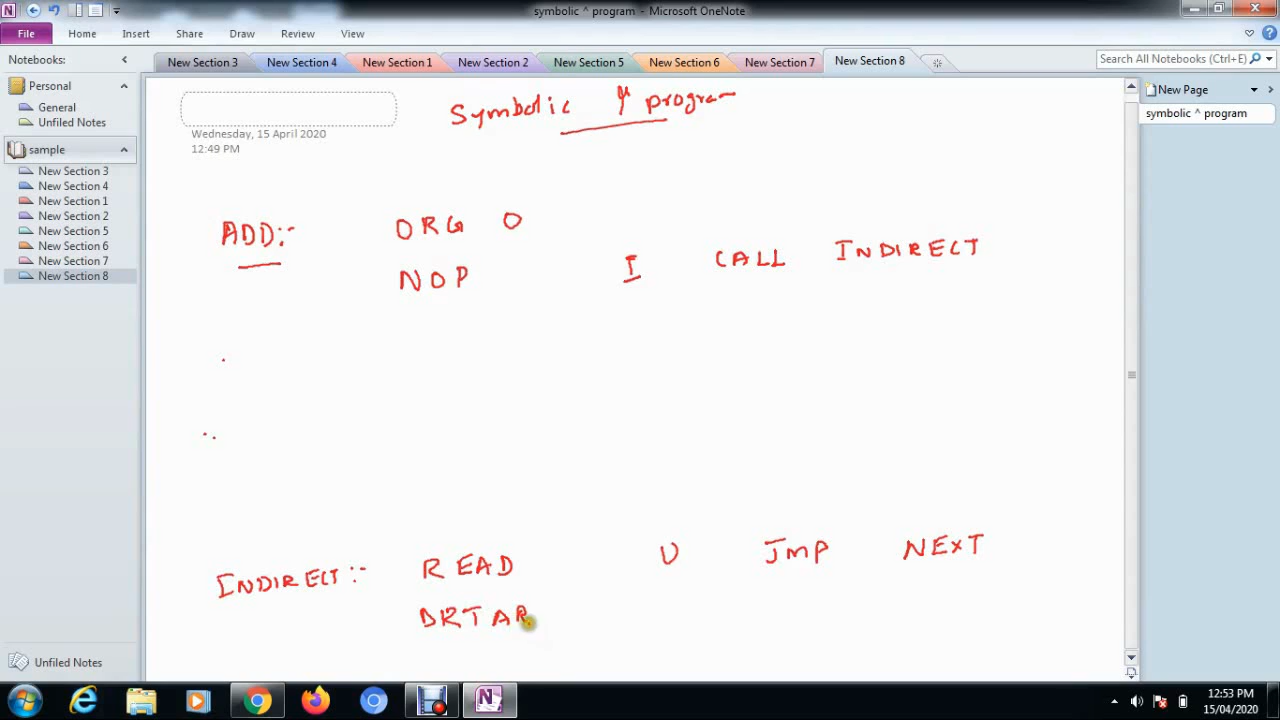 symbolic ^ program - Microsoft OneNote
File Home Insert Share Draw Review View
Notebooks:
New Section 3 New Section 4 New Section 1 New Section 2 New Section 5 New Section 6 New Section 7 New Section 8
Search All Notebooks (Ctrl+E)
Personal
General
Unfiled Notes
sample
New Section 3
New Section 4
New Section 1
New Section 2
New Section 5
New Section 6
New Section 7
New Section 8
Unfiled Notes
New Page
symbolic ^ program
Wednesday, 15 April 2020
12:49 PM
Symbolic μ program
ADD:- ORG 0
NOP I CALL INDIRECT
INDIRECT:- READ U JMP NEXT
DRTAR
12:53 PM
15/04/2020